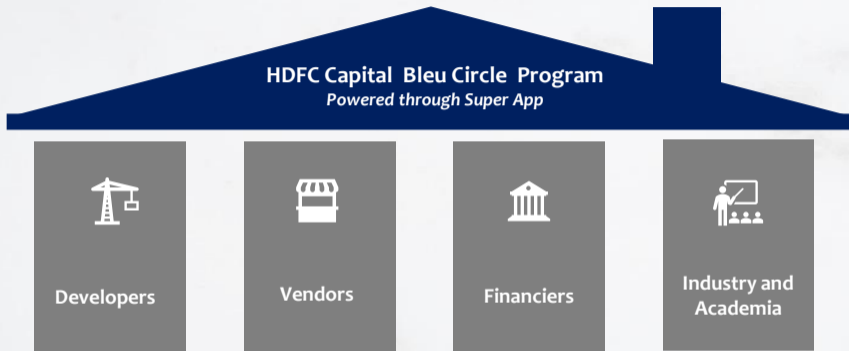 HDFC Capital Bleu Circle Program
Powered through Super App
Developers
Vendors
Financiers
Industry and
Academia